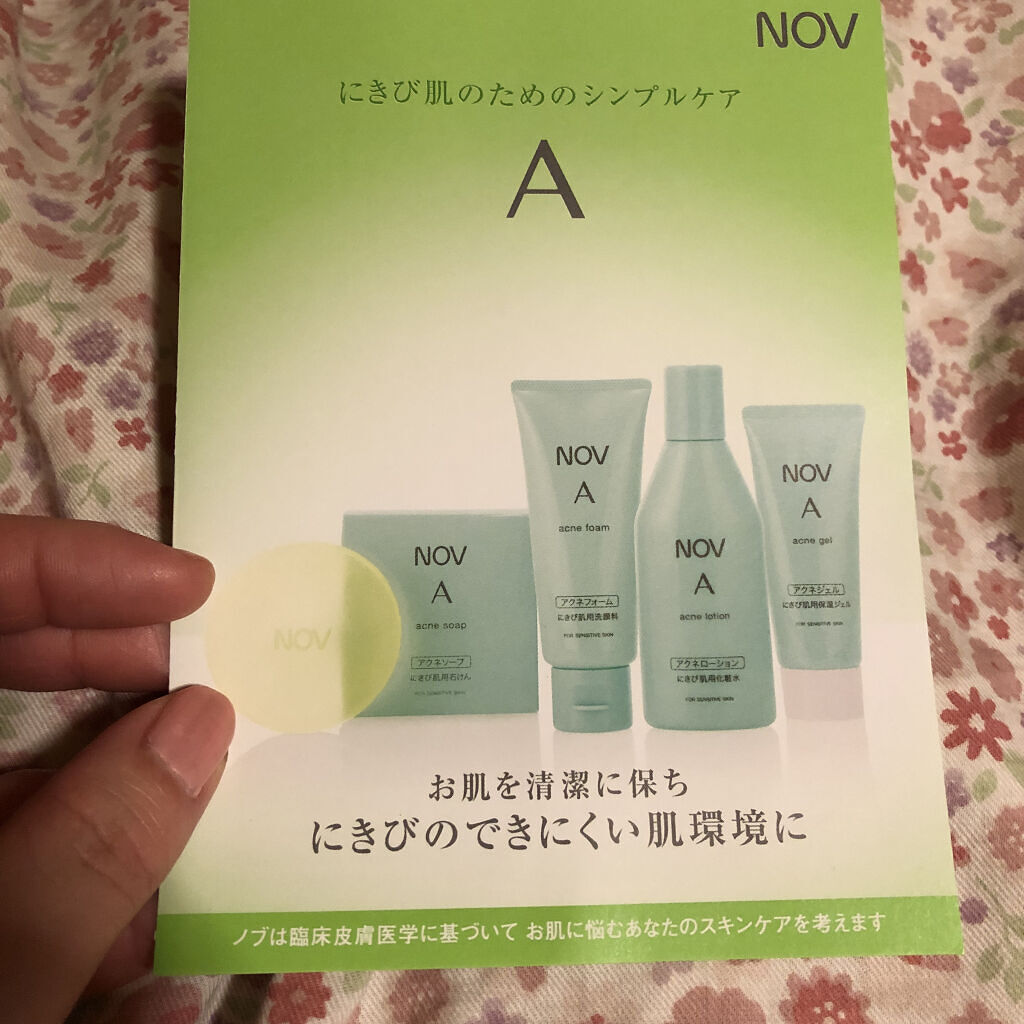 NOV
にきび肌のためのシンプルケア
A
NOV
NOV
A
acne soap
アクネソープ
にきび肌用石けん
FOR SENSITIVE SKIN
NOV
A
acne foam
アクネフォーム
にきび肌用洗顔料
FOR SENSITIVE SKIN
NOV
A
acne lotion
アクネローション
にきび肌用化粧水
FOR SENSITIVE SKIN
NOV
A
acne gel
アクネジェル
にきび肌用保湿ジェル
FOR SENSITIVE SKIN
お肌を清潔に保ち
にきびのできにくい肌環境に
ノブは臨床皮膚医学に基づいて お肌に悩むあなたのスキンケアを考えます